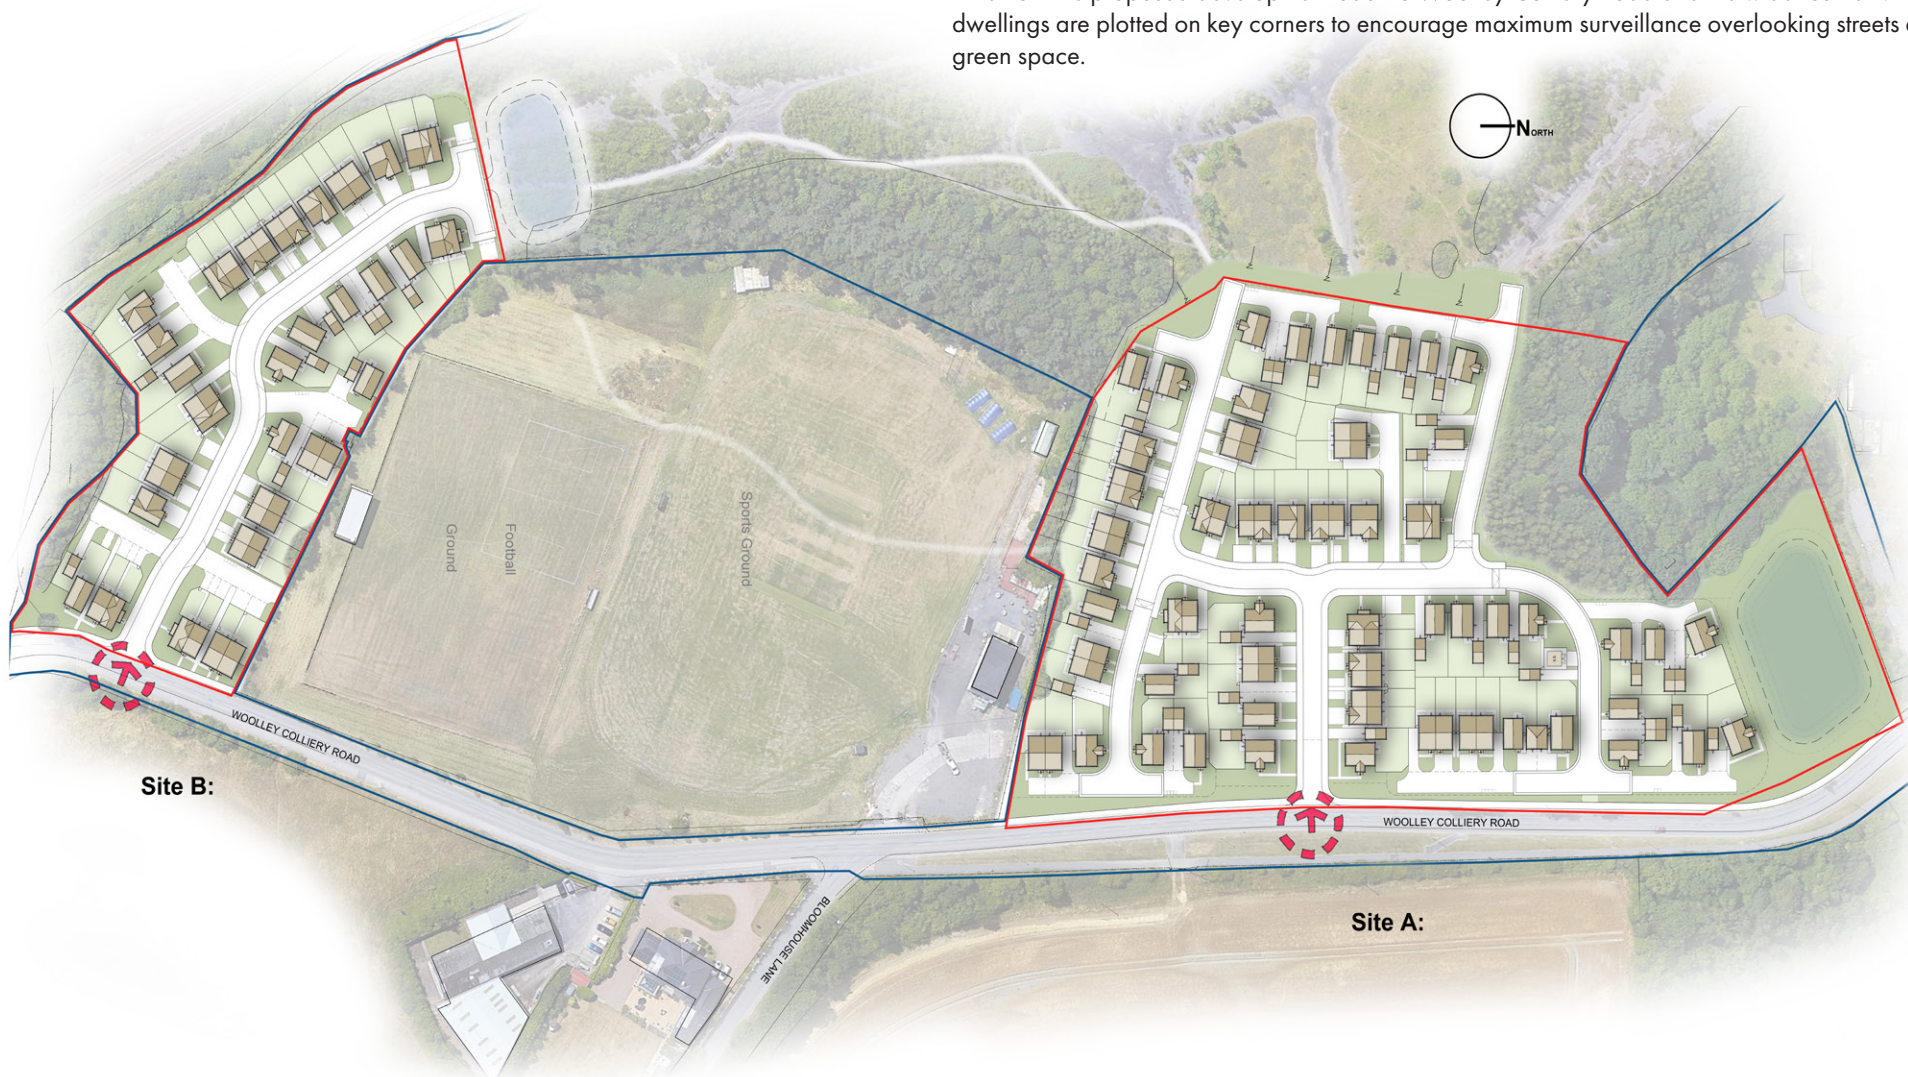 dwellings are plotted on key corners to encourage maximum surveillance overlooking streets
green space.
NORTH
Sports Ground
Football
Ground
WOOLLEY COLLIERY ROAD
Site B:
WOOLLEY COLLIERY ROAD
BLOOMHOUSE LANE
Site A: